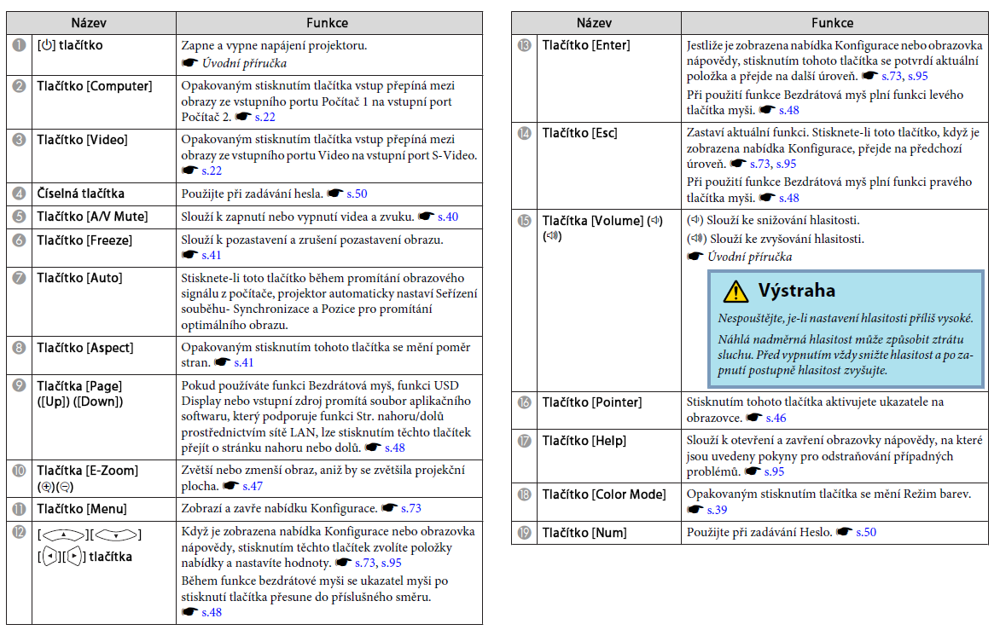 Název Funkce
1 [⏻] tlačítko Zapne a vypne napájení projektoru.
☛ Úvodní příručka
2 Tlačítko [Computer] Opakovaným stisknutím tlačítka vstup přepíná mezi
obrazy ze vstupního portu Počítač 1 na vstupní port
Počítač 2. ☛ s.22
3 Tlačítko [Video] Opakovaným stisknutím tlačítka vstup přepíná mezi
obrazy ze vstupního portu Video na vstupní port S-Video.
☛ s.22
4 Číselná tlačítka Použijte při zadávání hesla. ☛ s.50
5 Tlačítko [A/V Mute] Slouží k zapnutí nebo vypnutí videa a zvuku. ☛ s.40
6 Tlačítko [Freeze] Slouží k pozastavení a zrušení pozastavení obrazu.
☛ s.41
7 Tlačítko [Auto] Stisknete-li toto tlačítko během promítání obrazového
signálu z počítače, projektor automaticky nastaví Seřízení
souběhu- Synchronizace a Pozice pro promítání
optimálního obrazu.
8 Tlačítko [Aspect] Opakovaným stisknutím tohoto tlačítka se mění poměr
stran. ☛ s.41
9 Tlačítka [Page] Pokud používáte funkci Bezdrátová myš, funkci USD
([Up]) ([Down]) Display nebo vstupní zdroj promítá soubor aplikačního
softwaru, který podporuje funkci Str. nahoru/dolů
prostřednictvím sítě LAN, lze stisknutím těchto tlačítek
přejít o stránku nahoru nebo dolů. ☛ s.48
10 Tlačítka [E-Zoom] Zvětší nebo zmenší obraz, aniž by se zvětšila projekční
(⊕)(⊖) plocha. ☛ s.47
11 Tlačítko [Menu] Zobrazí a zavře nabídku Konfigurace. ☛ s.73
12 [▲][▼] Když je zobrazena nabídka Konfigurace nebo obrazovka
[◀][▶] tlačítka nápovědy, stisknutím těchto tlačítek zvolíte položky
nabídky a nastavíte hodnoty. ☛ s.73, s.95
Během funkce bezdrátové myši se ukazatel myši po
stisknutí tlačítka přesune do příslušného směru.
☛ s.48
Název Funkce
13 Tlačítko [Enter] Jestliže je zobrazena nabídka Konfigurace nebo obrazovka
nápovědy, stisknutím tohoto tlačítka se potvrdí aktuální
položka a přejde na další úroveň. ☛ s.73, s.95
Při použití funkce Bezdrátová myš plní funkci levého
tlačítka myši. ☛ s.48
14 Tlačítko [Esc] Zastaví aktuální funkci. Stisknete-li toto tlačítko, když je
zobrazena nabídka Konfigurace, přejde na předchozí
úroveň. ☛ s.73, s.95
Při použití funkce Bezdrátová myš plní funkci pravého
tlačítka myši. ☛ s.48
15 Tlačítka [Volume] (🔉) (🔉) Slouží ke snižování hlasitosti.
(🔊) (🔊) Slouží ke zvyšování hlasitosti.
☛ Úvodní příručka
Výstraha
Nespouštějte, je-li nastavení hlasitosti příliš vysoké.
Náhlá nadměrná hlasitost může způsobit ztrátu
sluchu. Před vypnutím vždy snižte hlasitost a po za-
pnutí postupně hlasitost zvyšujte.
16 Tlačítko [Pointer] Stisknutím tohoto tlačítka aktivujete ukazatele na
obrazovce. ☛ s.46
17 Tlačítko [Help] Slouží k otevření a zavření obrazovky nápovědy, na které
jsou uvedeny pokyny pro odstraňování případných
problémů. ☛ s.95
18 Tlačítko [Color Mode] Opakovaným stisknutím tlačítka se mění Režim barev.
☛ s.39
19 Tlačítko [Num] Použijte při zadávání Heslo. ☛ s.50